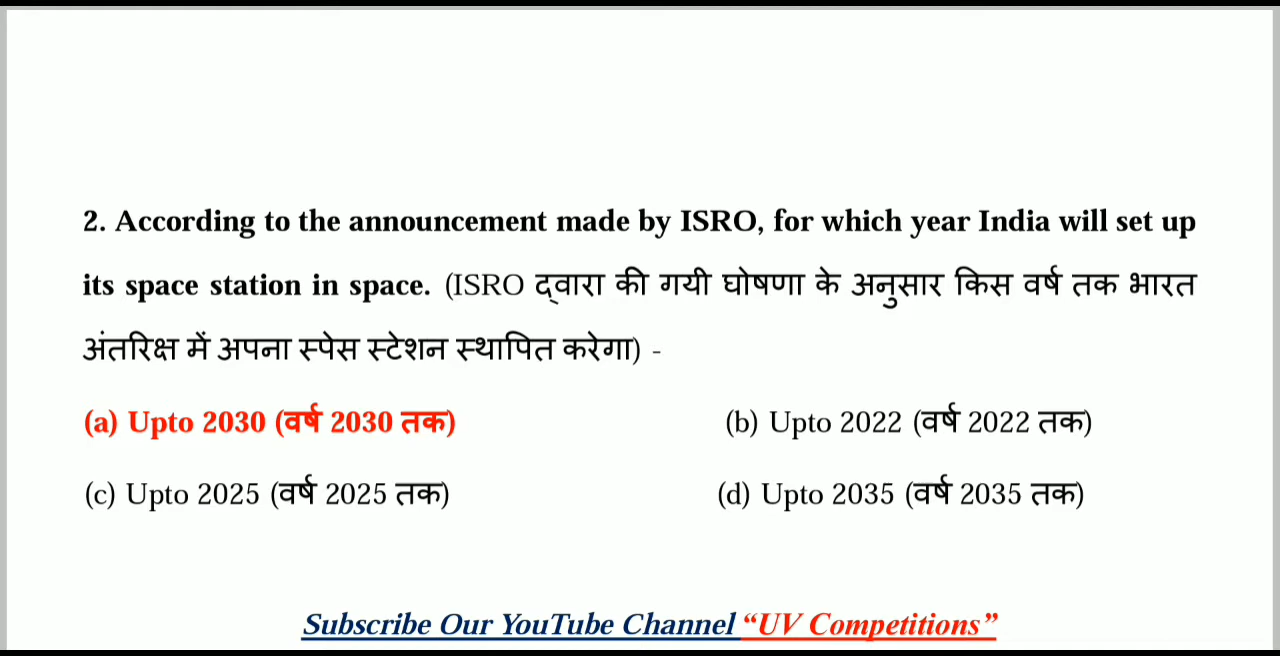 2. According to the announcement made by ISRO, for which year India will set up
its space station in space. (ISRO द्वारा की गयी घोषणा के अनुसार किस वर्ष तक भारत
अंतरिक्ष में अपना स्पेस स्टेशन स्थापित करेगा) -
(a) Upto 2030 (वर्ष 2030 तक) (b) Upto 2022 (वर्ष 2022 तक)
(c) Upto 2025 (वर्ष 2025 तक) (d) Upto 2035 (वर्ष 2035 तक)
Subscribe Our YouTube Channel “UV Competitions”